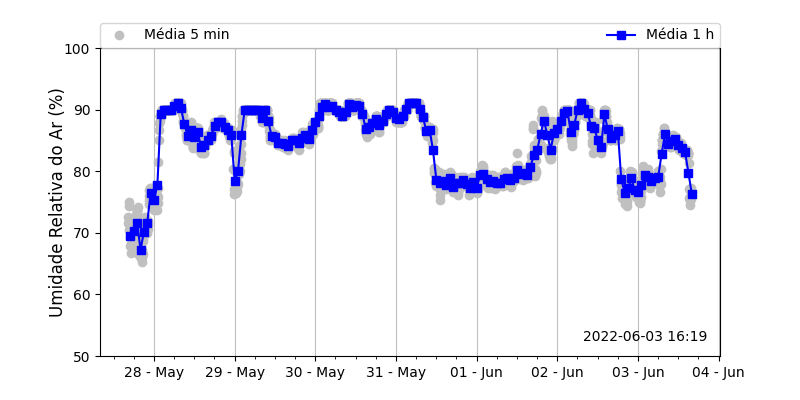 Média 5 min
Média 1 h
Umidade Relativa do Ar (%)
100
90
80
70
60
50
2022-06-03 16:19
28 - May
29 - May
30 - May
31 - May
01 - Jun
02 - Jun
03 - Jun
04 - Jun